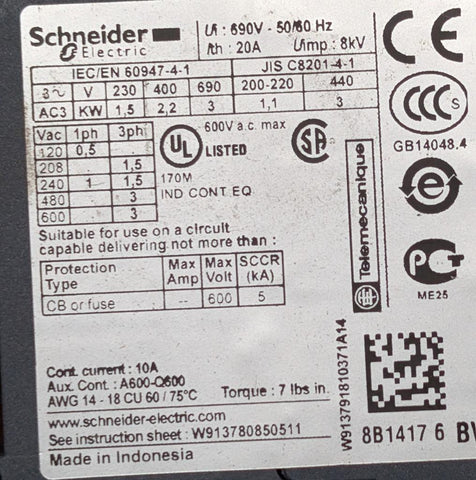 Schneider Electric
Ui : 690V - 50/60 Hz
Ith : 20A Uimp : 8kV
IEC/EN 60947-4-1 JIS C8201-4-1
3~ V 230 400 690 200-220 440
AC3 KW 1,5 2,2 3 1,1 3
Vac 1ph 3ph
120 0,5
208 1,5
240 1 1,5
480 3
600 3
600V a.c. max
UL LISTED
SA
170M
IND CONT EQ
CE
CCC
S
GB14048.4
e
PC
ME25
Telemecanique
Suitable for use on a circuit
capable delivering not more than :
Protection Type Max Amp Max Volt SCCR (kA)
CB or fuse -- 600 5
Cont. current : 10A
Aux. Cont. : A600-Q600
AWG 14 - 18 CU 60 / 75°C Torque : 7 lbs in.
www.schneider-electric.com
See instruction sheet : W913780850511
Made in Indonesia
W913791810371A14
8B1417 6 BV